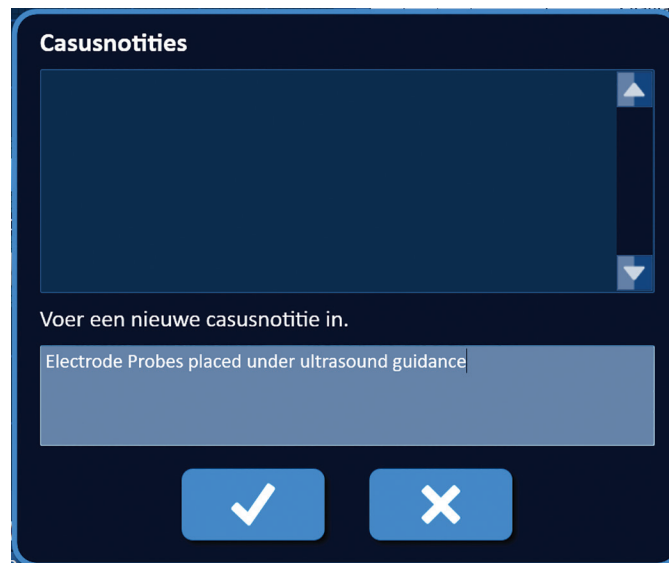 Casusnotities
Voer een nieuwe casusnotitie in.
Electrode Probes placed under ultrasound guidance